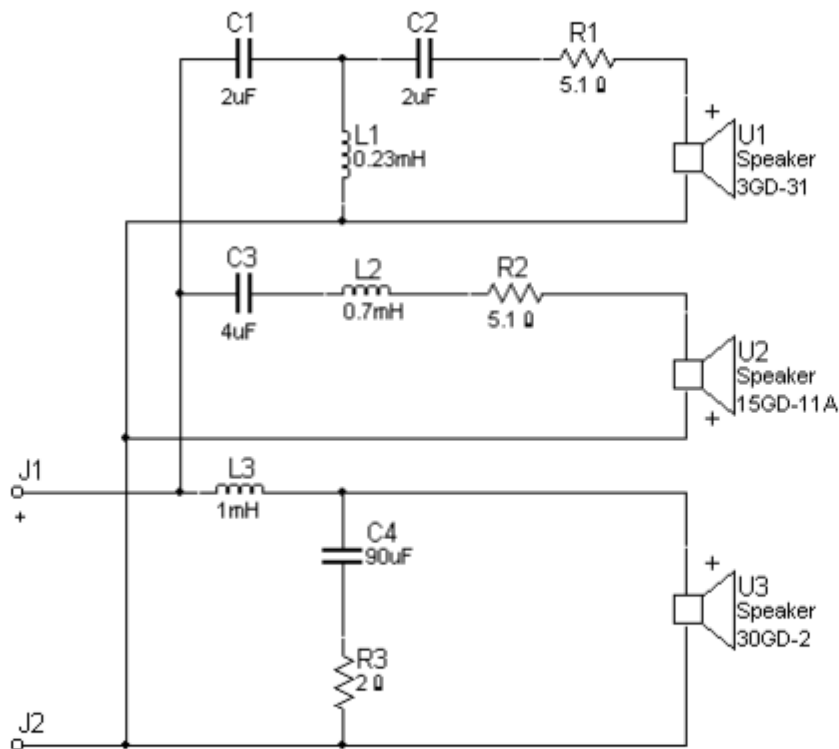 C1
2uF
C2
2uF
R1
5.1 Ω
L1
0.23mH
+
U1
Speaker
3GD-31
C3
4uF
L2
0.7mH
R2
5.1 Ω
U2
Speaker
15GD-11A
+
J1
+
L3
1mH
C4
90uF
R3
2 Ω
+
U3
Speaker
30GD-2
J2